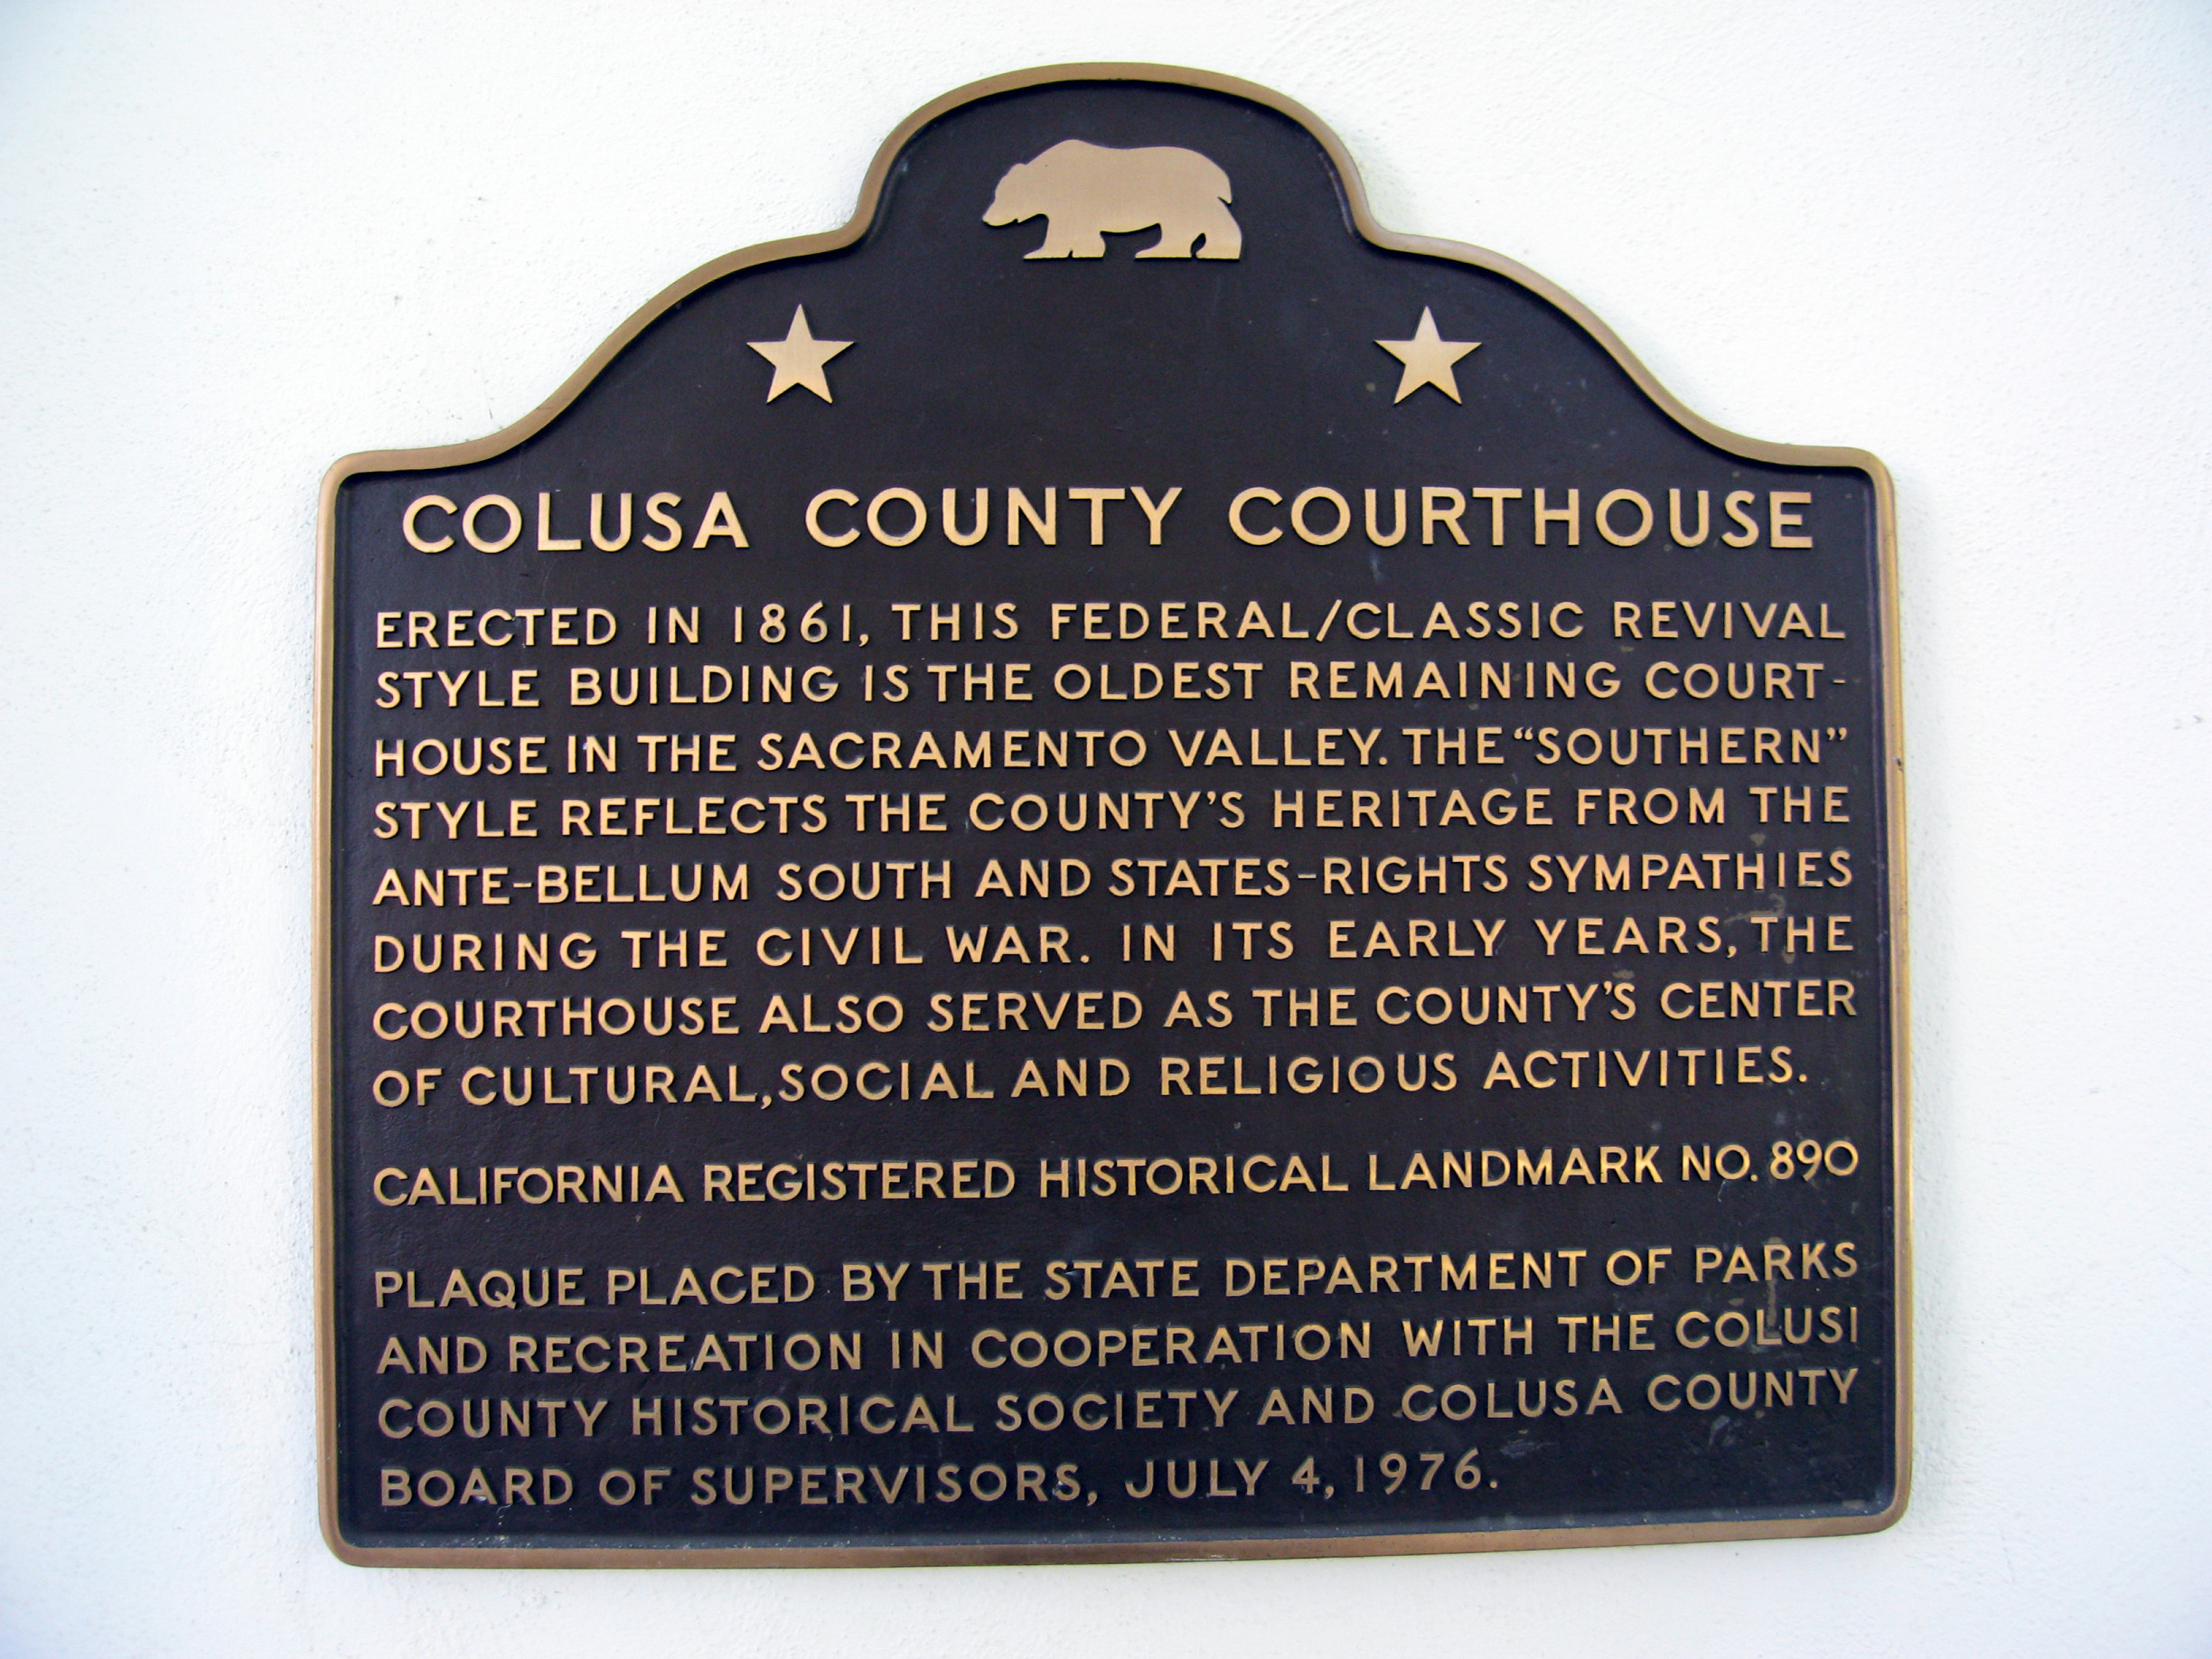 COLUSA COUNTY COURTHOUSE
ERECTED IN 1861, THIS FEDERAL/CLASSIC REVIVAL
STYLE BUILDING IS THE OLDEST REMAINING COURT-
HOUSE IN THE SACRAMENTO VALLEY. THE “SOUTHERN”
STYLE REFLECTS THE COUNTY’S HERITAGE FROM THE
ANTE-BELLUM SOUTH AND STATES-RIGHTS SYMPATHIES
DURING THE CIVIL WAR. IN ITS EARLY YEARS, THE
COURTHOUSE ALSO SERVED AS THE COUNTY’S CENTER
OF CULTURAL, SOCIAL AND RELIGIOUS ACTIVITIES.
CALIFORNIA REGISTERED HISTORICAL LANDMARK NO. 890
PLAQUE PLACED BY THE STATE DEPARTMENT OF PARKS
AND RECREATION IN COOPERATION WITH THE COLUSI
COUNTY HISTORICAL SOCIETY AND COLUSA COUNTY
BOARD OF SUPERVISORS, JULY 4, 1976.